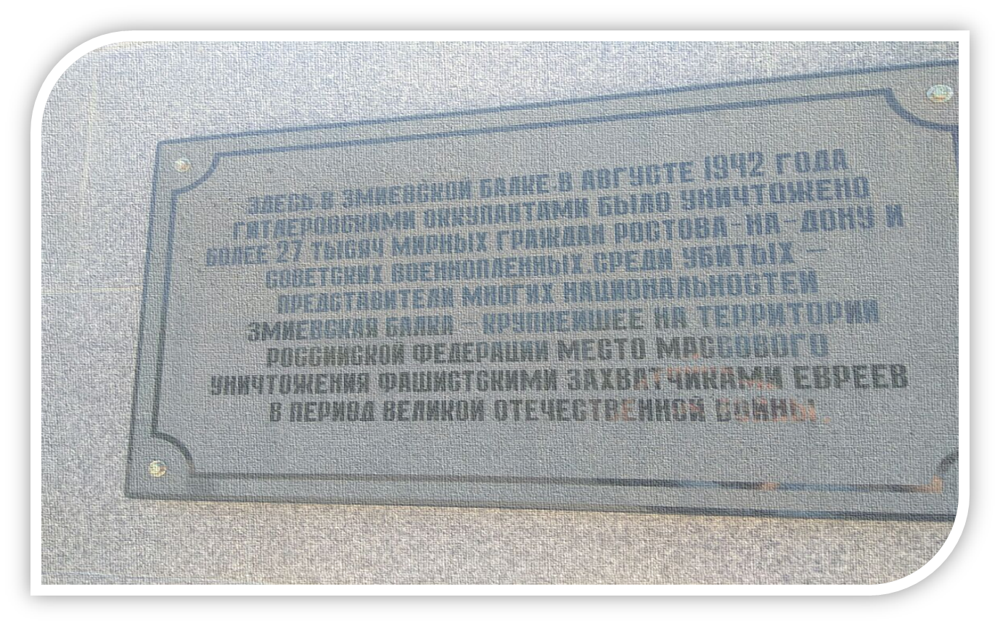 ЗДЕСЬ В ЗМИЕВСКОЙ БАЛКЕ В АВГУСТЕ 1942 ГОДА
ГИТЛЕРОВСКИМИ ОККУПАНТАМИ БЫЛО УНИЧТОЖЕНО
БОЛЕЕ 27 ТЫСЯЧ МИРНЫХ ГРАЖДАН РОСТОВА-НА-ДОНУ И
СОВЕТСКИХ ВОЕННОПЛЕННЫХ. СРЕДИ УБИТЫХ –
ПРЕДСТАВИТЕЛИ МНОГИХ НАЦИОНАЛЬНОСТЕЙ
ЗМИЕВСКАЯ БАЛКА – КРУПНЕЙШЕЕ НА ТЕРРИТОРИИ
РОССИЙСКОЙ ФЕДЕРАЦИИ МЕСТО МАССОВОГО
УНИЧТОЖЕНИЯ ФАШИСТСКИМИ ЗАХВАТЧИКАМИ ЕВРЕЕВ
В ПЕРИОД ВЕЛИКОЙ ОТЕЧЕСТВЕННОЙ ВОЙНЫ.